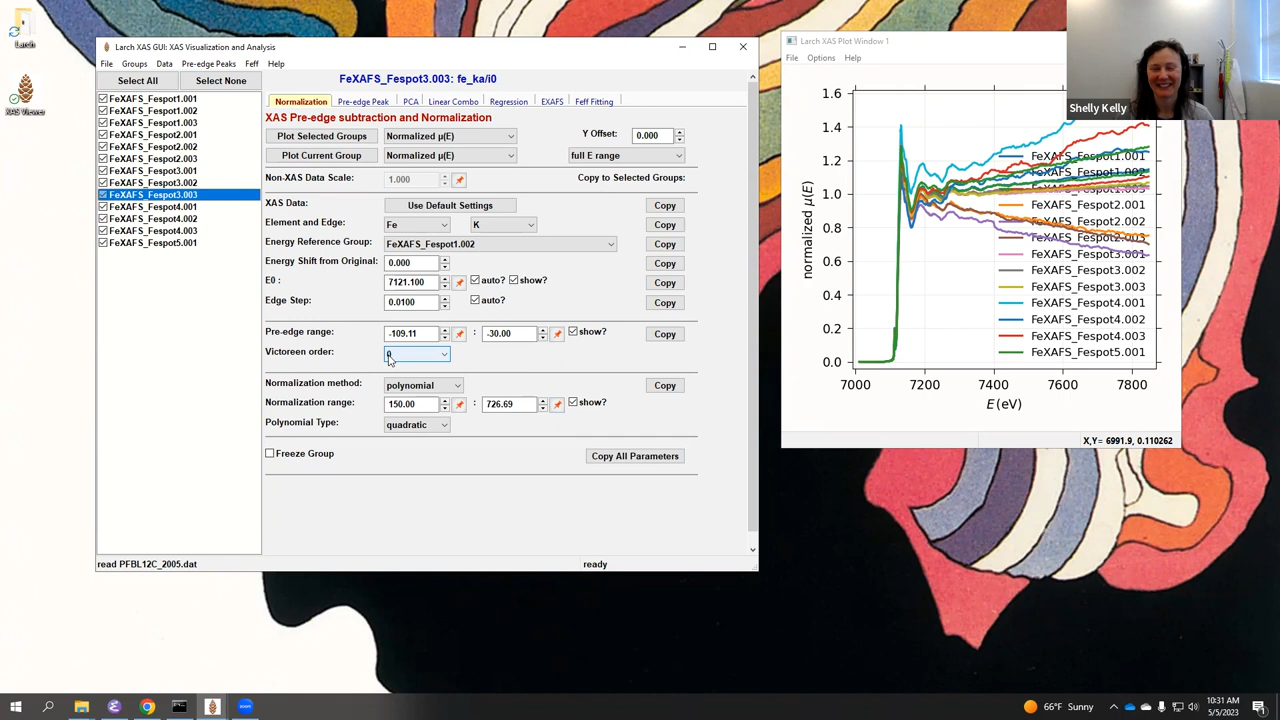 Larch
XAS Viewer
Larch XAS GUI: XAS Visualization and Analysis
File Groups Data Pre-edge Peaks Feff Help
Select All Select None
FeXAFS_Fespot1.001
FeXAFS_Fespot1.002
FeXAFS_Fespot1.003
FeXAFS_Fespot2.001
FeXAFS_Fespot2.002
FeXAFS_Fespot2.003
FeXAFS_Fespot3.001
FeXAFS_Fespot3.002
FeXAFS_Fespot3.003
FeXAFS_Fespot4.001
FeXAFS_Fespot4.002
FeXAFS_Fespot4.003
FeXAFS_Fespot5.001
FeXAFS_Fespot3.003: fe_ka/i0
Normalization Pre-edge Peak PCA Linear Combo Regression EXAFS Feff Fitting
XAS Pre-edge subtraction and Normalization
Plot Selected Groups Normalized μ(E) Y Offset: 0.000
Plot Current Group Normalized μ(E) full E range
Non-XAS Data Scale: 1.000 Copy to Selected Groups:
XAS Data: Use Default Settings Copy
Element and Edge: Fe K Copy
Energy Reference Group: FeXAFS_Fespot1.002 Copy
Energy Shift from Original: 0.000 Copy
E0 : 7121.100 auto? show? Copy
Edge Step: 0.0100 auto? Copy
Pre-edge range: -109.11 : -30.00 show? Copy
Victoreen order:
Normalization method: polynomial Copy
Normalization range: 150.00 : 726.69 show?
Polynomial Type: quadratic
Freeze Group Copy All Parameters
read PFBL12C_2005.dat ready
Larch XAS Plot Window 1
File Options Help
1.6
1.4
1.2
1.0
0.8
0.6
0.4
0.2
0.0
normalized μ(E)
7000 7200 7400 7600 7800
E (eV)
FeXAFS_Fespot1.001
FeXAFS_Fespot1.002
FeXAFS_Fespot1.003
FeXAFS_Fespot2.001
FeXAFS_Fespot2.002
FeXAFS_Fespot2.003
FeXAFS_Fespot3.001
FeXAFS_Fespot3.002
FeXAFS_Fespot3.003
FeXAFS_Fespot4.001
FeXAFS_Fespot4.002
FeXAFS_Fespot4.003
FeXAFS_Fespot5.001
X,Y= 6991.9, 0.110262
Shelly Kelly
66°F Sunny
10:31 AM
5/5/2023